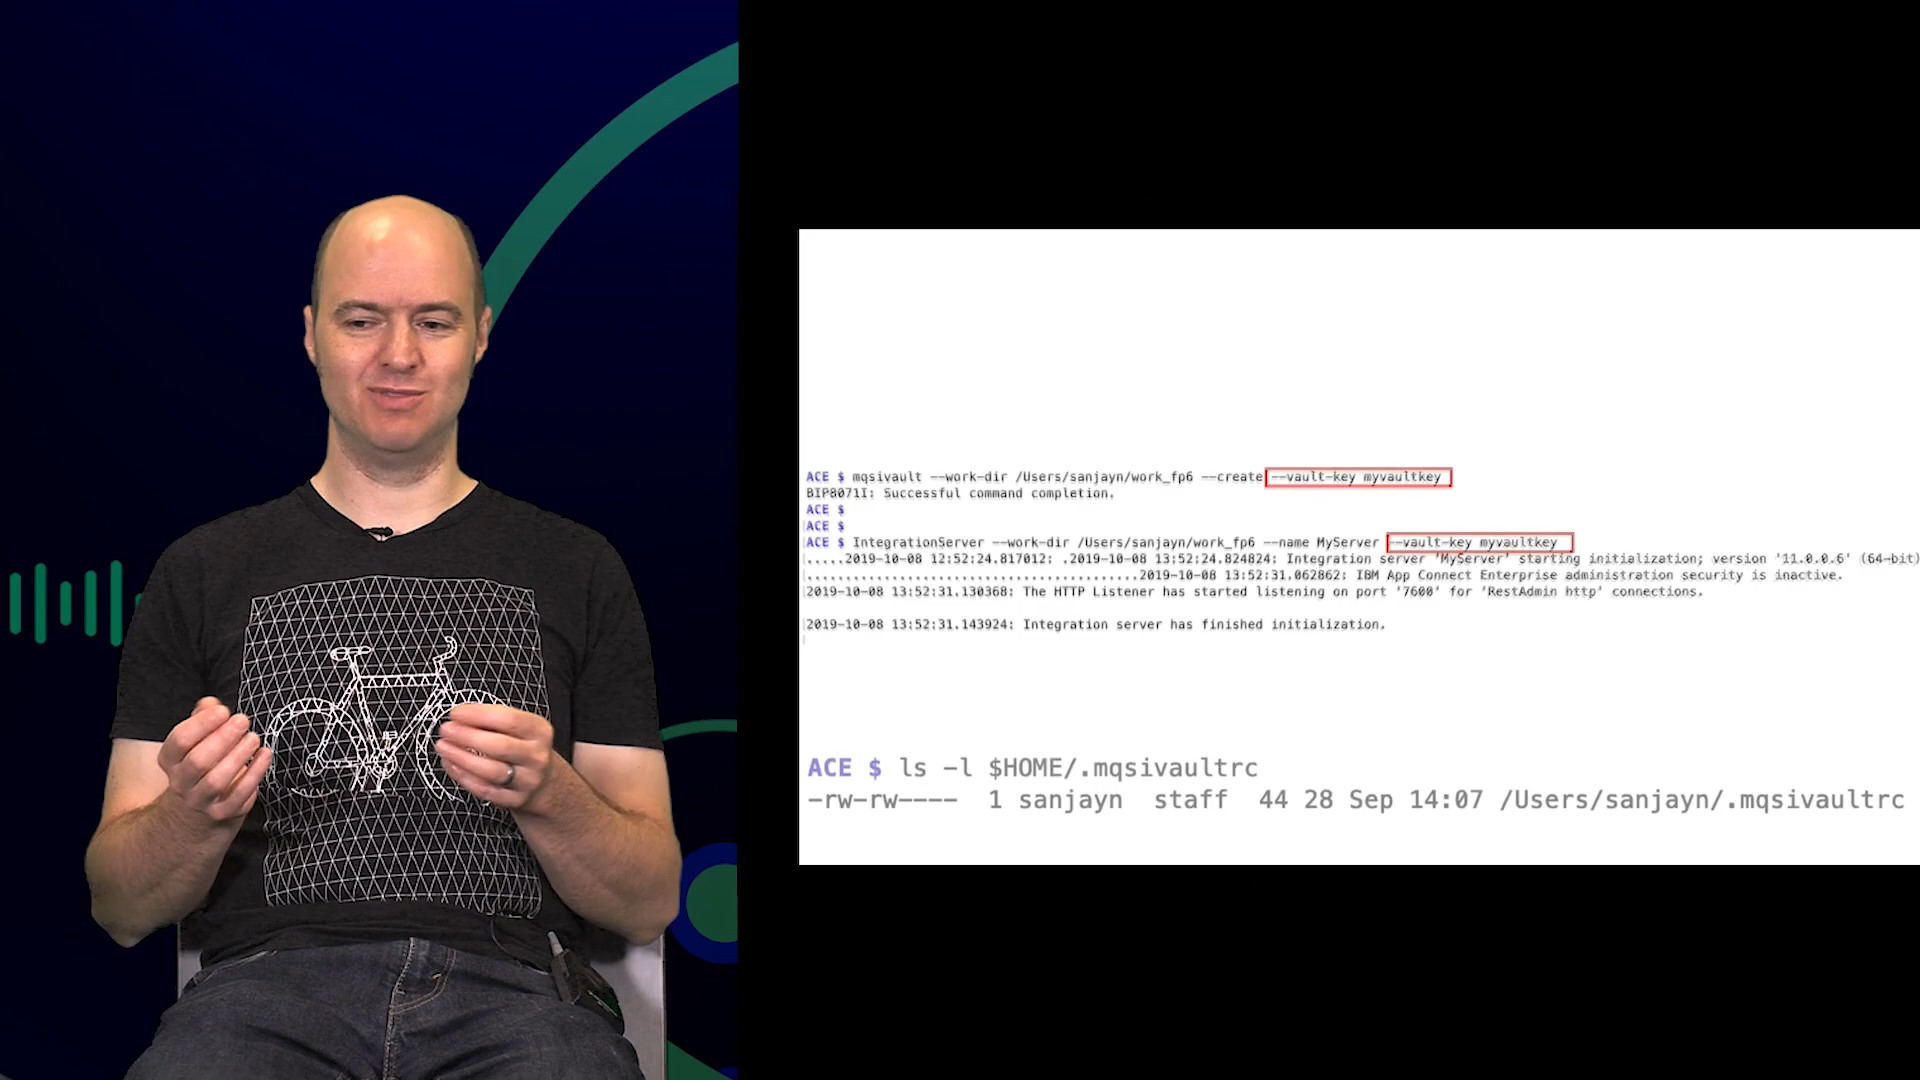 ACE $ mqsivault --work-dir /Users/sanjayn/work_fp6 --create --vault-key myvaultkey
BIP8071I: Successful command completion.
ACE $
ACE $
ACE $ IntegrationServer --work-dir /Users/sanjayn/work_fp6 --name MyServer --vault-key myvaultkey
.....2019-10-08 12:52:24.817012: .2019-10-08 13:52:24.824824: Integration server 'MyServer' starting initialization; version '11.0.0.6' (64-bit)
...........................................2019-10-08 13:52:31.062862: IBM App Connect Enterprise administration security is inactive.
2019-10-08 13:52:31.130368: The HTTP Listener has started listening on port '7600' for 'RestAdmin http' connections.
2019-10-08 13:52:31.143924: Integration server has finished initialization.
ACE $ ls -l $HOME/.mqsivaultrc
-rw-rw---- 1 sanjayn staff 44 28 Sep 14:07 /Users/sanjayn/.mqsivaultrc